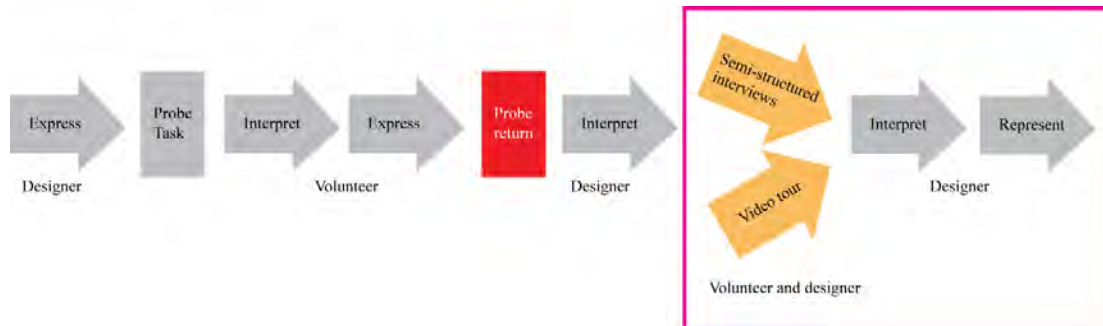 Express
Probe
Task
Interpret
Express
Probe
return
Interpret
Semi-structured
interviews
Video tour
Interpret
Represent
Designer
Volunteer
Designer
Volunteer and designer
Designer